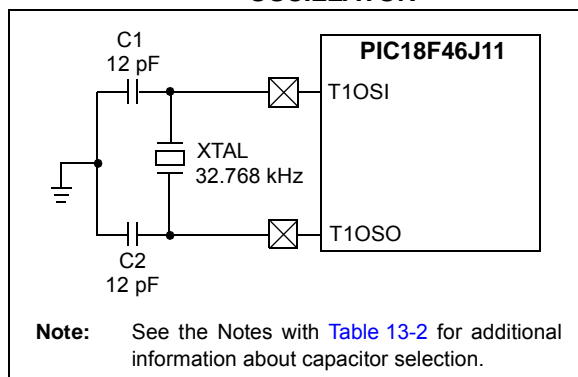 C1
12 pF
PIC18F46J11
T1OSI
XTAL
32.768 kHz
T1OSO
C2
12 pF
Note: See the Notes with Table 13-2 for additional
information about capacitor selection.